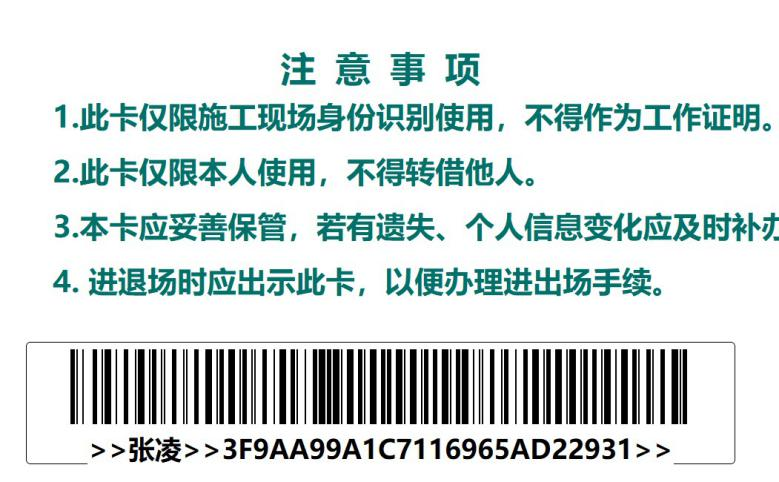 注意事项
1.此卡仅限施工现场身份识别使用，不得作为工作证明。
2.此卡仅限本人使用，不得转借他人。
3.本卡应妥善保管，若有遗失、个人信息变化应及时补办
4. 进退场时应出示此卡，以便办理进出场手续。
>>张凌>>3F9AA99A1C7116965AD22931>>